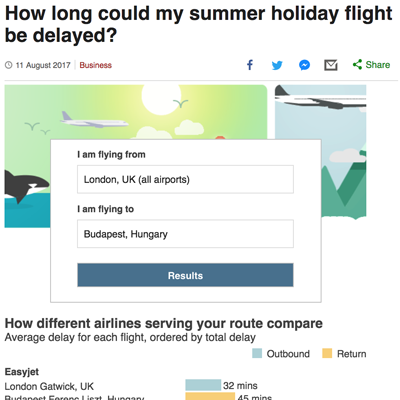 How long could my summer holiday flight
be delayed?
11 August 2017 | Business
Share
I am flying from
London, UK (all airports)
I am flying to
Budapest, Hungary
Results
How different airlines serving your route compare
Average delay for each flight, ordered by total delay
Outbound Return
Easyjet
London Gatwick, UK 32 mins
Budapest Ferenc Liszt, Hungary 45 mins